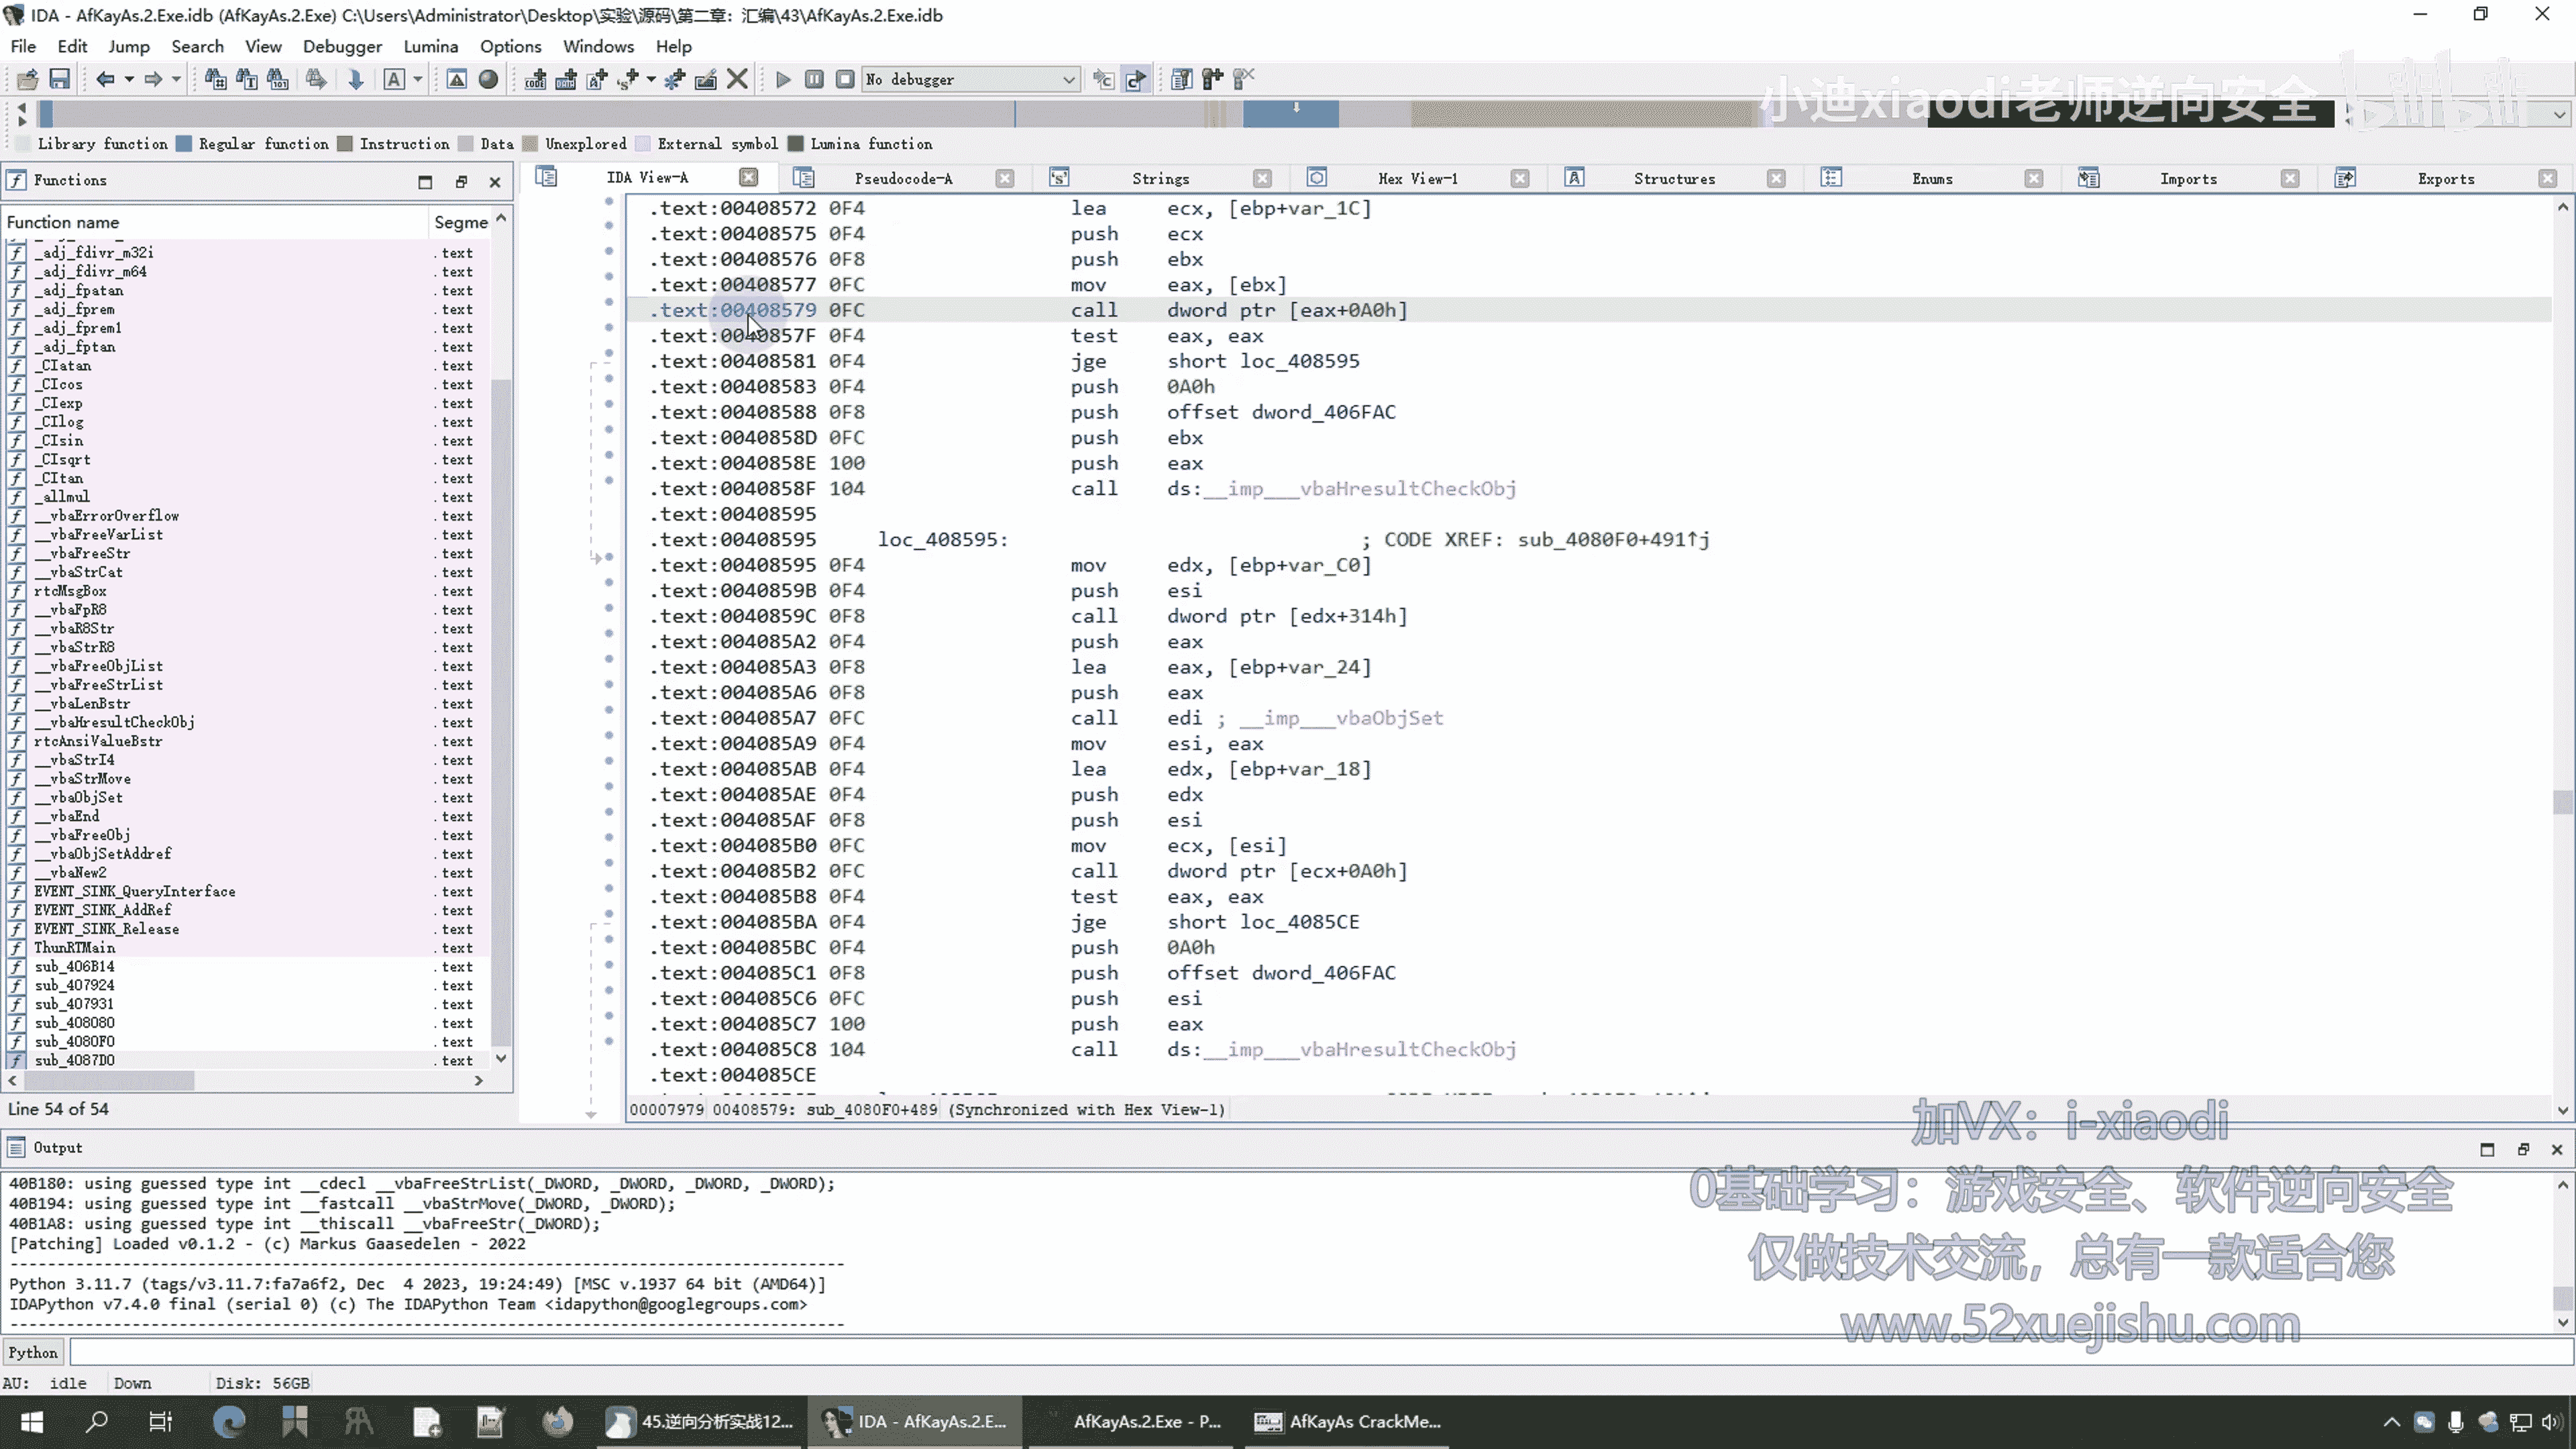 IDA - AfKayAs.2.Exe.idb (AfKayAs.2.Exe) C:\Users\Administrator\Desktop\实验\源码\第二章：汇编\43\AfKayAs.2.Exe.idb
File Edit Jump Search View Debugger Lumina Options Windows Help
No debugger
小迪xiaodi老师逆向安全
Library function Regular function Instruction Data Unexplored External symbol Lumina function
Functions
IDA View-A Pseudocode-A Strings Hex View-1 Structures Enums Imports Exports
Function name Segme
_adj_fdivr_m32i .text
_adj_fdivr_m64 .text
_adj_fpatan .text
_adj_fprem .text
_adj_fprem1 .text
_adj_fptan .text
_CIatan .text
_CIcos .text
_CIexp .text
_CIlog .text
_CIsin .text
_CIsqrt .text
_CItan .text
_allmul .text
__vbaErrorOverflow .text
__vbaFreeVarList .text
__vbaFreeStr .text
__vbaStrCat .text
rtcMsgBox .text
__vbaFpR8 .text
__vbaR8Str .text
__vbaStrR8 .text
__vbaFreeObjList .text
__vbaFreeStrList .text
__vbaLenBstr .text
__vbaHresultCheckObj .text
rtcAnsiValueBstr .text
__vbaStrI4 .text
__vbaStrMove .text
__vbaObjSet .text
__vbaEnd .text
__vbaFreeObj .text
__vbaObjSetAddref .text
__vbaNew2 .text
EVENT_SINK_QueryInterface .text
EVENT_SINK_AddRef .text
EVENT_SINK_Release .text
ThunRTMain .text
sub_406B14 .text
sub_407924 .text
sub_407931 .text
sub_408080 .text
sub_4080F0 .text
sub_4087D0 .text
Line 54 of 54
.text:00408572 0F4 lea ecx, [ebp+var_1C]
.text:00408575 0F4 push ecx
.text:00408576 0F8 push ebx
.text:00408577 0FC mov eax, [ebx]
.text:00408579 0FC call dword ptr [eax+0A0h]
.text:0040857F 0F4 test eax, eax
.text:00408581 0F4 jge short loc_408595
.text:00408583 0F4 push 0A0h
.text:00408588 0F8 push offset dword_406FAC
.text:0040858D 0FC push ebx
.text:0040858E 100 push eax
.text:0040858F 104 call ds:__imp___vbaHresultCheckObj
.text:00408595
.text:00408595 loc_408595: ; CODE XREF: sub_4080F0+491↑j
.text:00408595 0F4 mov edx, [ebp+var_C0]
.text:0040859B 0F4 push esi
.text:0040859C 0F8 call dword ptr [edx+314h]
.text:004085A2 0F4 push eax
.text:004085A3 0F8 lea eax, [ebp+var_24]
.text:004085A6 0F8 push eax
.text:004085A7 0FC call edi ; __imp___vbaObjSet
.text:004085A9 0F4 mov esi, eax
.text:004085AB 0F4 lea edx, [ebp+var_18]
.text:004085AE 0F4 push edx
.text:004085AF 0F8 push esi
.text:004085B0 0FC mov ecx, [esi]
.text:004085B2 0FC call dword ptr [ecx+0A0h]
.text:004085B8 0F4 test eax, eax
.text:004085BA 0F4 jge short loc_4085CE
.text:004085BC 0F4 push 0A0h
.text:004085C1 0F8 push offset dword_406FAC
.text:004085C6 0FC push esi
.text:004085C7 100 push eax
.text:004085C8 104 call ds:__imp___vbaHresultCheckObj
.text:004085CE
00007979 00408579: sub_4080F0+489 (Synchronized with Hex View-1)
加VX：i-xiaodi
0基础学习：游戏安全、软件逆向安全
仅做技术交流，总有一款适合您
www.52xuejishu.com
Output
40B180: using guessed type int __cdecl __vbaFreeStrList(_DWORD, _DWORD, _DWORD, _DWORD);
40B194: using guessed type int __fastcall __vbaStrMove(_DWORD, _DWORD);
40B1A8: using guessed type int __thiscall __vbaFreeStr(_DWORD);
[Patching] Loaded v0.1.2 - (c) Markus Gaasedelen - 2022
Python 3.11.7 (tags/v3.11.7:fa7a6f2, Dec  4 2023, 19:24:49) [MSC v.1937 64 bit (AMD64)]
IDAPython v7.4.0 final (serial 0) (c) The IDAPython Team <idapython@googlegroups.com>
Python
AU: idle Down Disk: 56GB
45.逆向分析实战12... IDA - AfKayAs.2.E... AfKayAs.2.Exe - P... AfKayAs CrackMe...